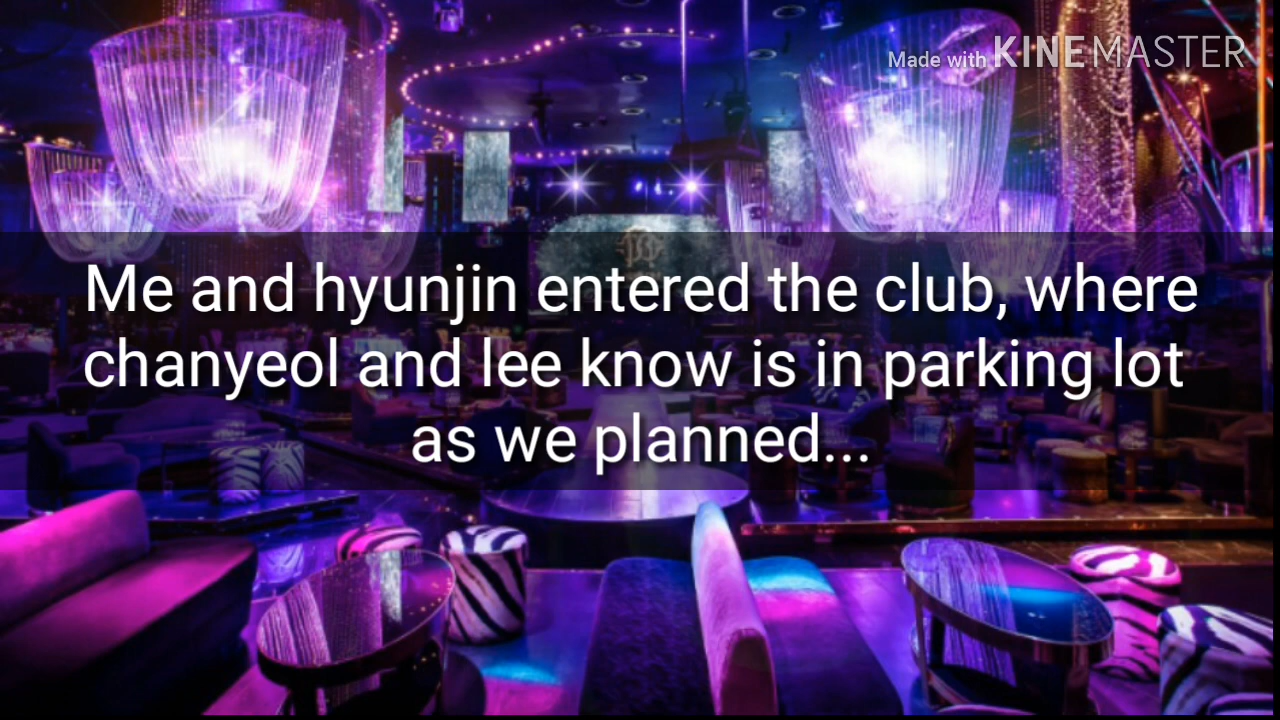 Made with KINEMASTER
Me and hyunjin entered the club, where
chanyeol and lee know is in parking lot
as we planned...